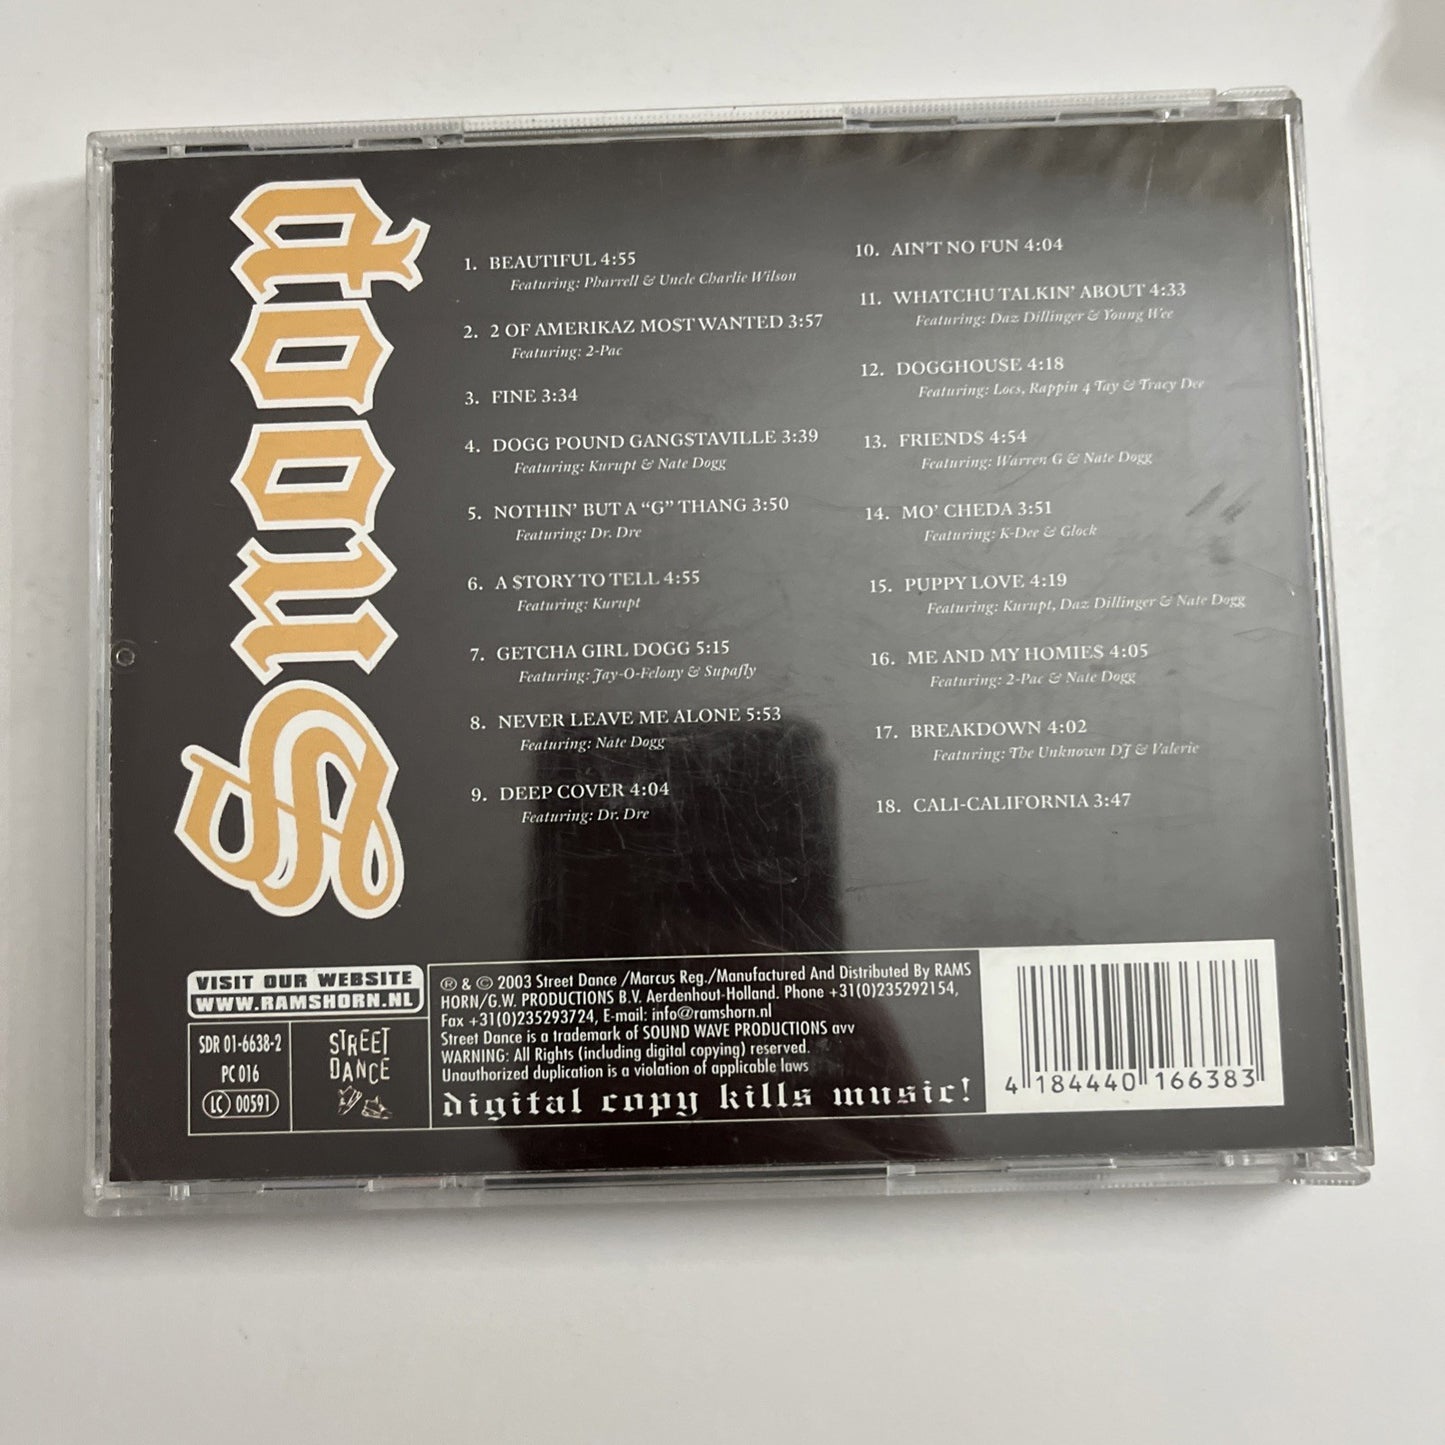 Snoop
1. BEAUTIFUL 4:55
Featuring: Pharrell & Uncle Charlie Wilson
2. 2 OF AMERIKAZ MO$T WANTED 3:57
Featuring: 2-Pac
3. FINE 3:34
4. DOGG POUND GANG$TAVILLE 3:39
Featuring: Kurupt & Nate Dogg
5. NOTHIN' BUT A “G” THANG 3:50
Featuring: Dr. Dre
6. A $TORY TO TELL 4:55
Featuring: Kurupt
7. GETCHA GIRL DOGG 5:15
Featuring: Jay-O-Felony & Supafly
8. NEVER LEAVE ME ALONE 5:53
Featuring: Nate Dogg
9. DEEP COVER 4:04
Featuring: Dr. Dre
10. AIN'T NO FUN 4:04
11. WHATCHU TALKIN' ABOUT 4:33
Featuring: Daz Dillinger & Young Wee
12. DOGGHOUSE 4:18
Featuring: Locs, Rappin 4 Tay & Tracy Dee
13. FRIEND$ 4:54
Featuring: Warren G & Nate Dogg
14. MO' CHEDA 3:51
Featuring: K-Dee & Glock
15. PUPPY LOVE 4:19
Featuring: Kurupt, Daz Dillinger & Nate Dogg
16. ME AND MY HOMIE$ 4:05
Featuring: 2-Pac & Nate Dogg
17. BREAKDOWN 4:02
Featuring: The Unknown DJ & Valerie
18. CALI-CALIFORNIA 3:47
VISIT OUR WEBSITE
WWW.RAMSHORN.NL
SDR 01-6638-2
PC 016
LC 00591
STREET
DANCE
℗ & © 2003 Street Dance /Marcus Reg./Manufactured And Distributed By RAMS
HORN/G.W. PRODUCTIONS B.V. Aerdenhout-Holland. Phone +31(0)235292154,
Fax +31(0)235293724, E-mail: info@ramshorn.nl
Street Dance is a trademark of SOUND WAVE PRODUCTIONS avv
WARNING: All Rights (including digital copying) reserved.
Unauthorized duplication is a violation of applicable laws
digital copy kills music!
4 184440 166383